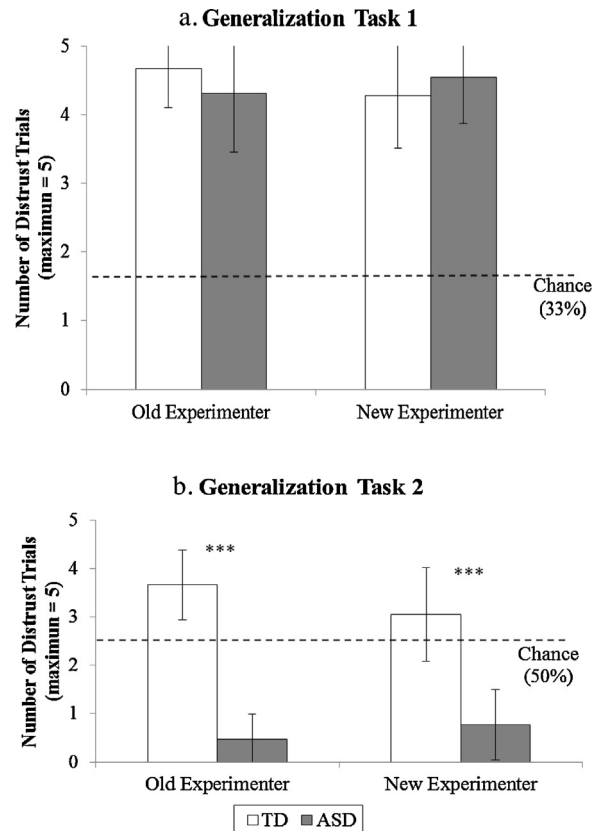 a. Generalization Task 1
Number of Distrust Trials
(maximun = 5)
5
4
3
2
1
0
Chance
(33%)
Old Experimenter
New Experimenter
b. Generalization Task 2
Number of Distrust Trials
(maximun = 5)
5
4
3
2
1
0
***
***
Chance
(50%)
Old Experimenter
New Experimenter
TD
ASD